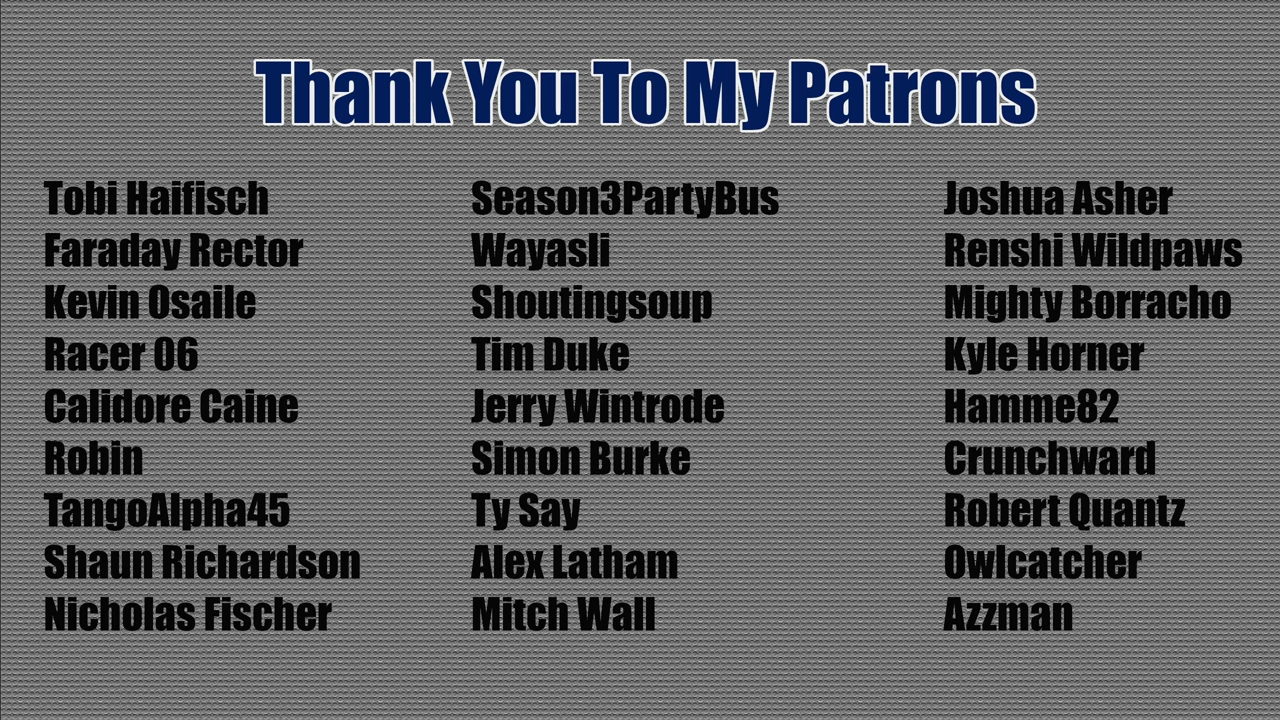 Thank You To My Patrons
Tobi Haifisch
Faraday Rector
Kevin Osaile
Racer 06
Calidore Caine
Robin
TangoAlpha45
Shaun Richardson
Nicholas Fischer
Season3PartyBus
Wayasli
Shoutingsoup
Tim Duke
Jerry Wintrode
Simon Burke
Ty Say
Alex Latham
Mitch Wall
Joshua Asher
Renshi Wildpaws
Mighty Borracho
Kyle Horner
Hamme82
Crunchward
Robert Quantz
Owlcatcher
Azzman